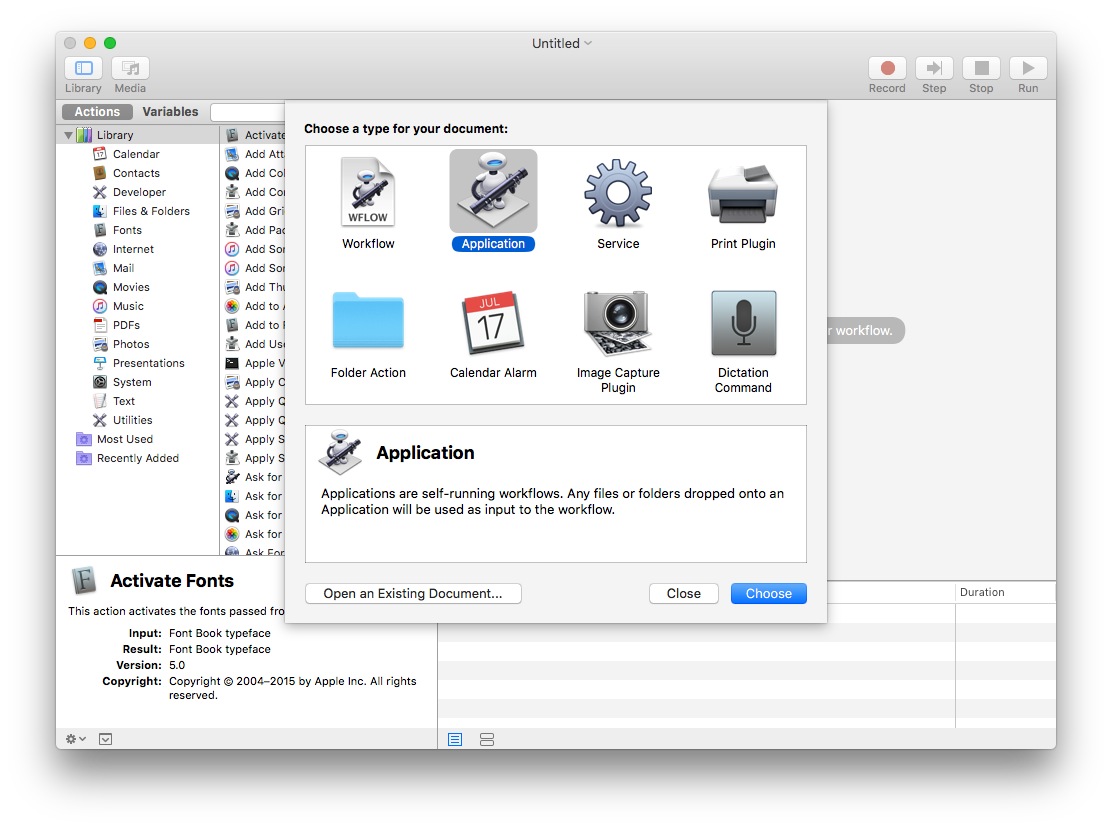 Untitled
Library
Media
Record
Step
Stop
Run
Actions
Variables
Library
Calendar
Contacts
Developer
Files & Folders
Fonts
Internet
Mail
Movies
Music
PDFs
Photos
Presentations
System
Text
Utilities
Most Used
Recently Added
Activate
Add Att
Add Col
Add Cor
Add Gri
Add Pac
Add Sor
Add Sor
Add Thu
Add to
Add to
Add Use
Apple V
Apply C
Apply Q
Apply Q
Apply S
Apply S
Ask for
Ask for
Ask for
Ask for
Ask For
Choose a type for your document:
WFLOW
Workflow
Application
Service
Print Plugin
Folder Action
JUL
17
Calendar Alarm
Image Capture
Plugin
Dictation
Command
r workflow.
Application
Applications are self-running workflows. Any files or folders dropped onto an
Application will be used as input to the workflow.
Open an Existing Document...
Close
Choose
Activate Fonts
This action activates the fonts passed fro
Input: Font Book typeface
Result: Font Book typeface
Version: 5.0
Copyright: Copyright © 2004–2015 by Apple Inc. All rights
reserved.
Duration